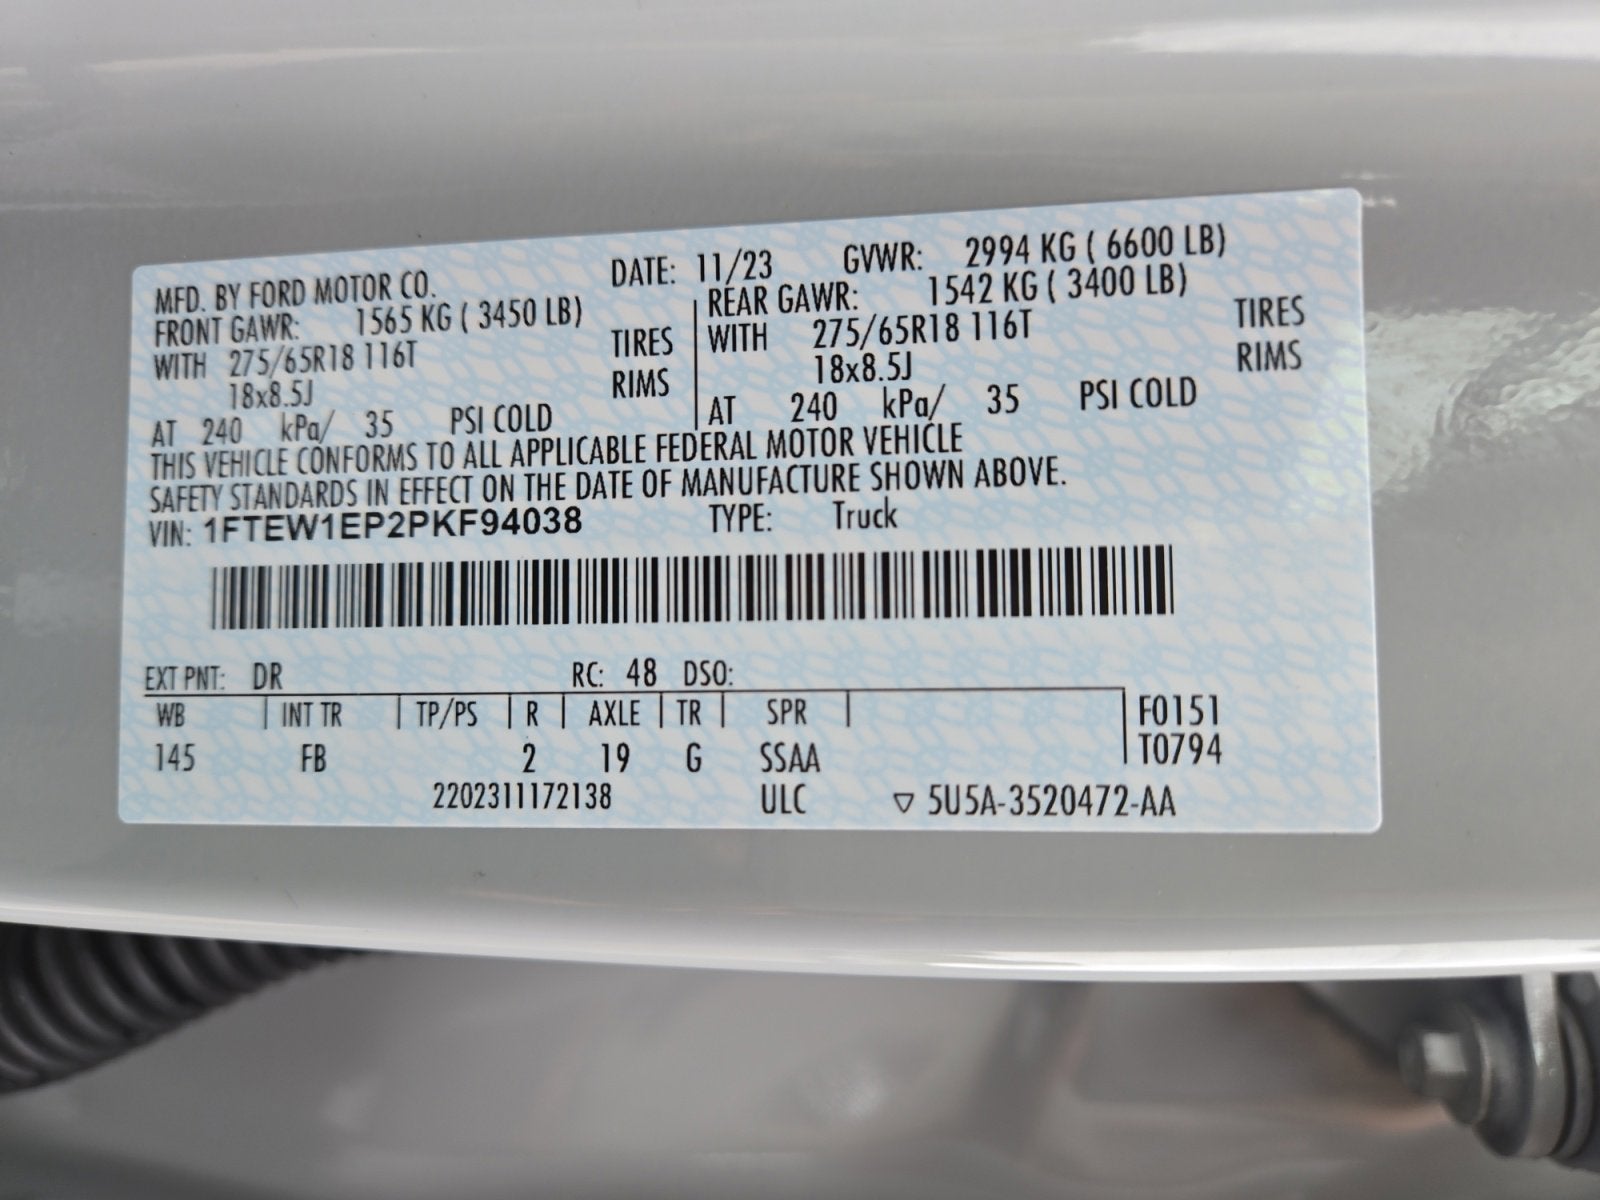 MFD. BY FORD MOTOR CO. DATE: 11/23 GVWR: 2994 KG ( 6600 LB)
FRONT GAWR: 1565 KG ( 3450 LB) REAR GAWR: 1542 KG ( 3400 LB)
WITH 275/65R18 116T TIRES WITH 275/65R18 116T TIRES
18x8.5J RIMS 18x8.5J RIMS
AT 240 kPa/ 35 PSI COLD AT 240 kPa/ 35 PSI COLD
THIS VEHICLE CONFORMS TO ALL APPLICABLE FEDERAL MOTOR VEHICLE
SAFETY STANDARDS IN EFFECT ON THE DATE OF MANUFACTURE SHOWN ABOVE.
VIN: 1FTEW1EP2PKF94038 TYPE: Truck
EXT PNT: DR RC: 48 DSO:
WB INT TR TP/PS R AXLE TR SPR F0151
145 FB 2 19 G SSAA T0794
2202311172138 ULC ▽ 5U5A-3520472-AA